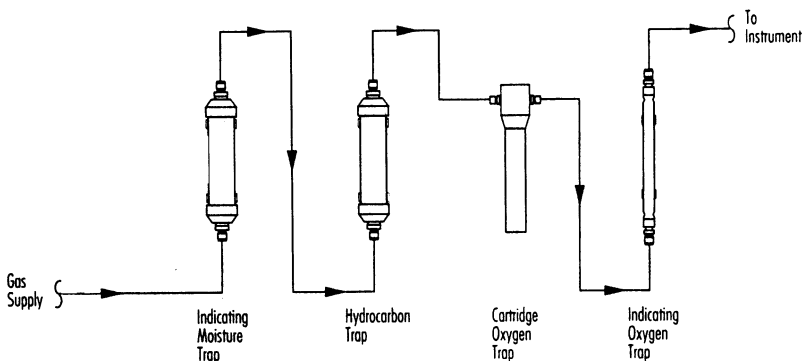 To
Instrument
Gas
Supply
Indicating
Moisture
Trap
Hydrocarbon
Trap
Cartridge
Oxygen
Trap
Indicating
Oxygen
Trap